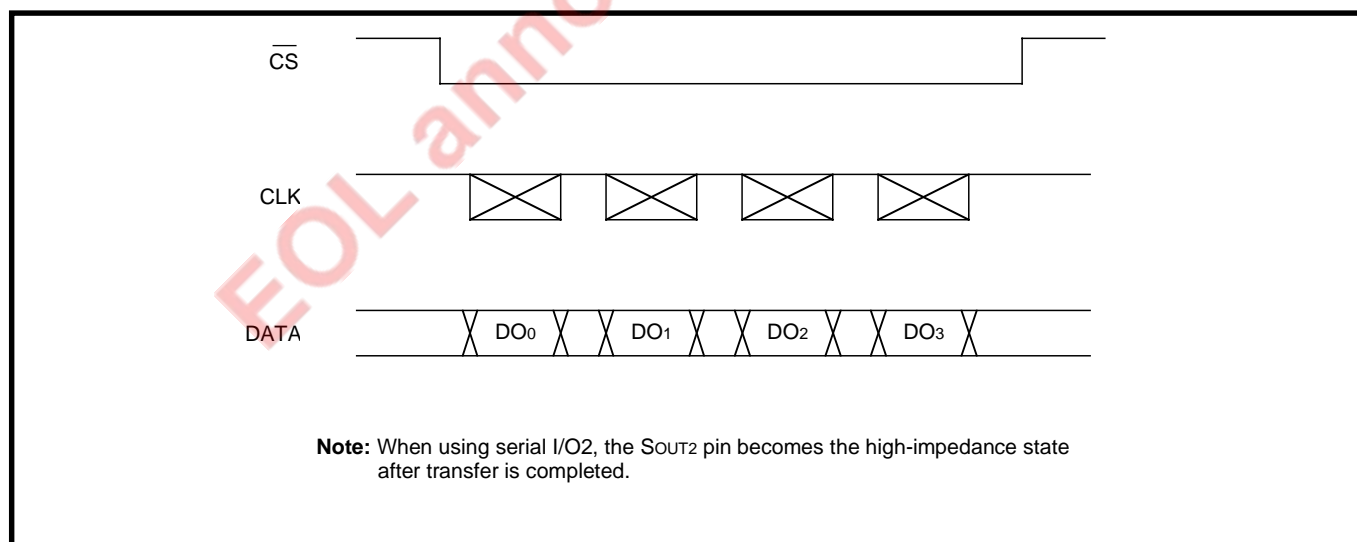 EOL anno
CS
CLK
DATA
DO0
DO1
DO2
DO3
Note: When using serial I/O2, the SOUT2 pin becomes the high-impedance state
after transfer is completed.